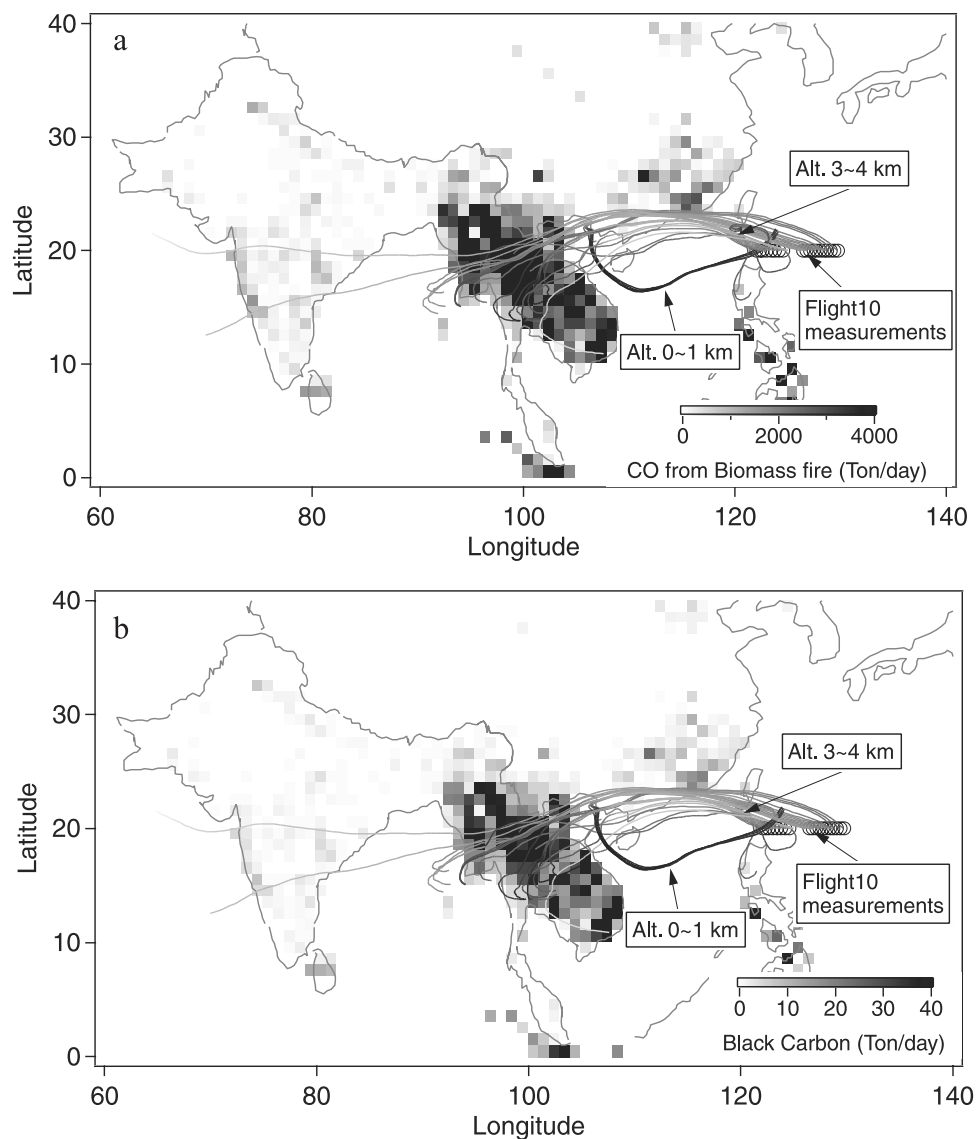 a
40
30
20
10
0
Latitude
Alt. 3~4 km
Flight10
measurements
Alt. 0~1 km
0 2000 4000
CO from Biomass fire (Ton/day)
60 80 100 120 140
Longitude
b
40
30
20
10
0
Latitude
Alt. 3~4 km
Flight10
measurements
Alt. 0~1 km
0 10 20 30 40
Black Carbon (Ton/day)
60 80 100 120 140
Longitude